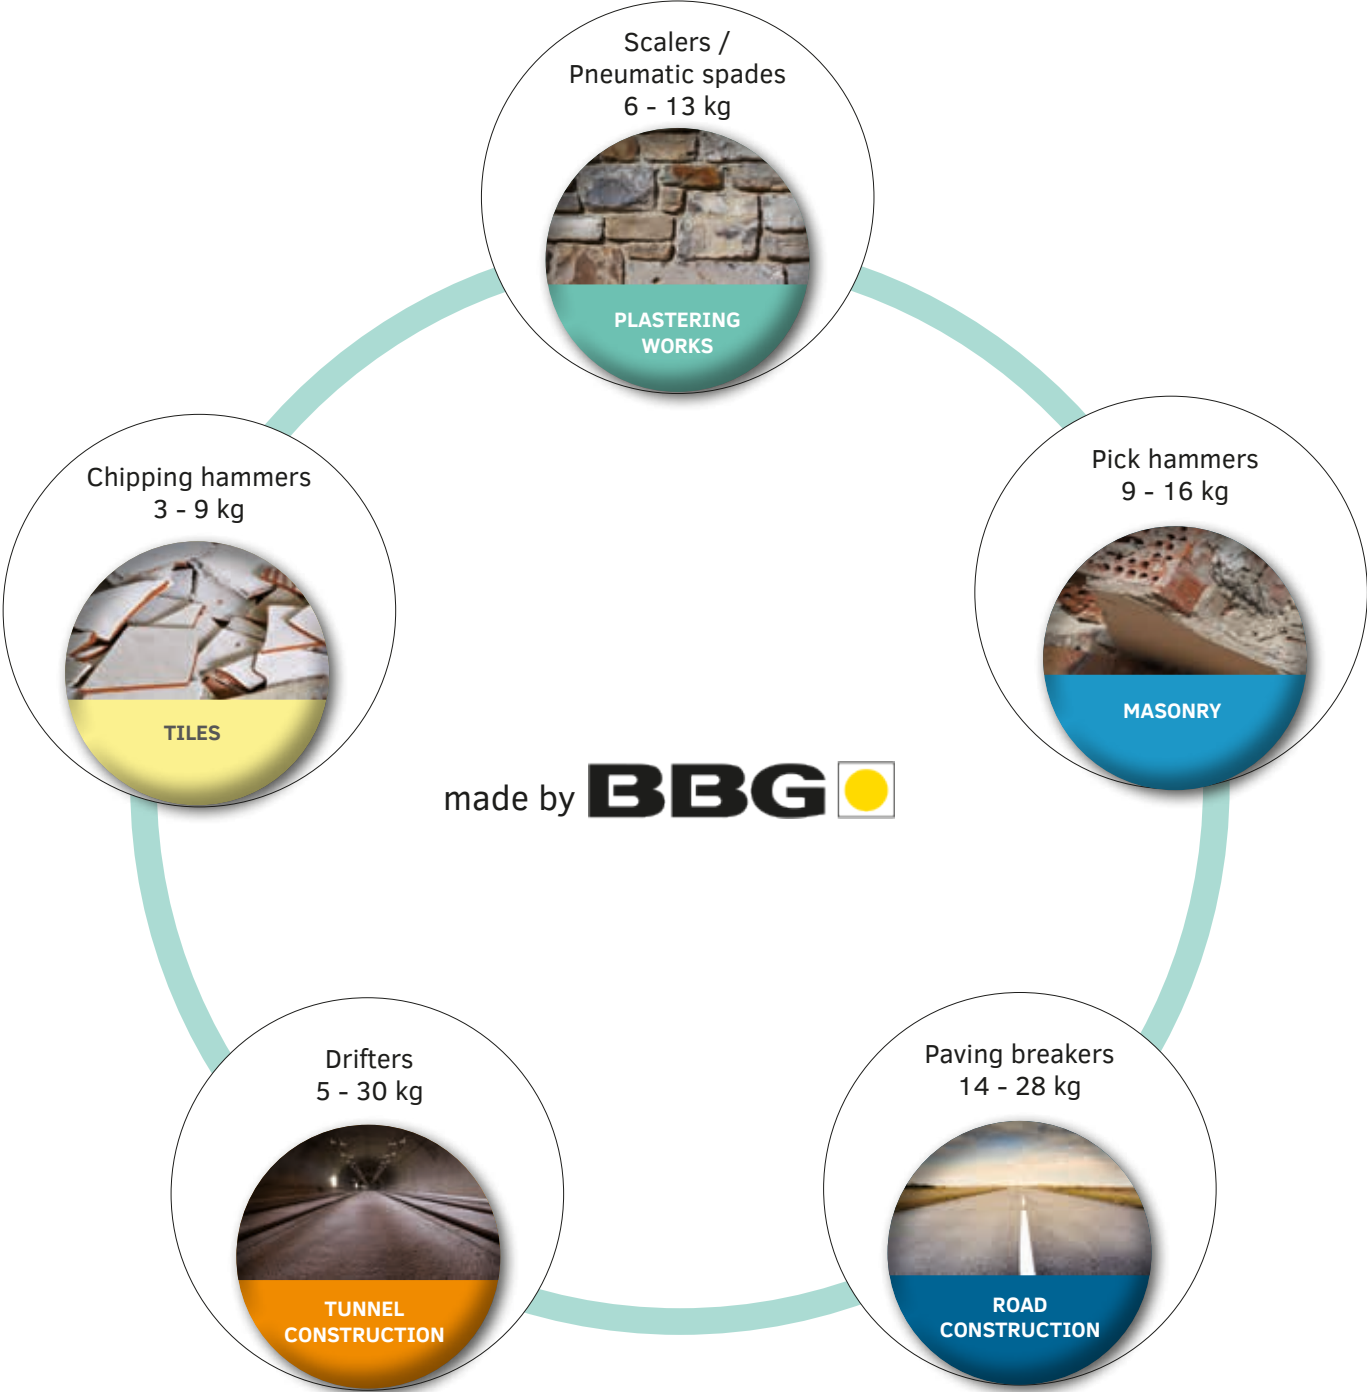 Scalers /
Pneumatic spades
6 - 13 kg
PLASTERING
WORKS
Pick hammers
9 - 16 kg
MASONRY
Chipping hammers
3 - 9 kg
TILES
made by BBG
Paving breakers
14 - 28 kg
ROAD
CONSTRUCTION
Drifters
5 - 30 kg
TUNNEL
CONSTRUCTION